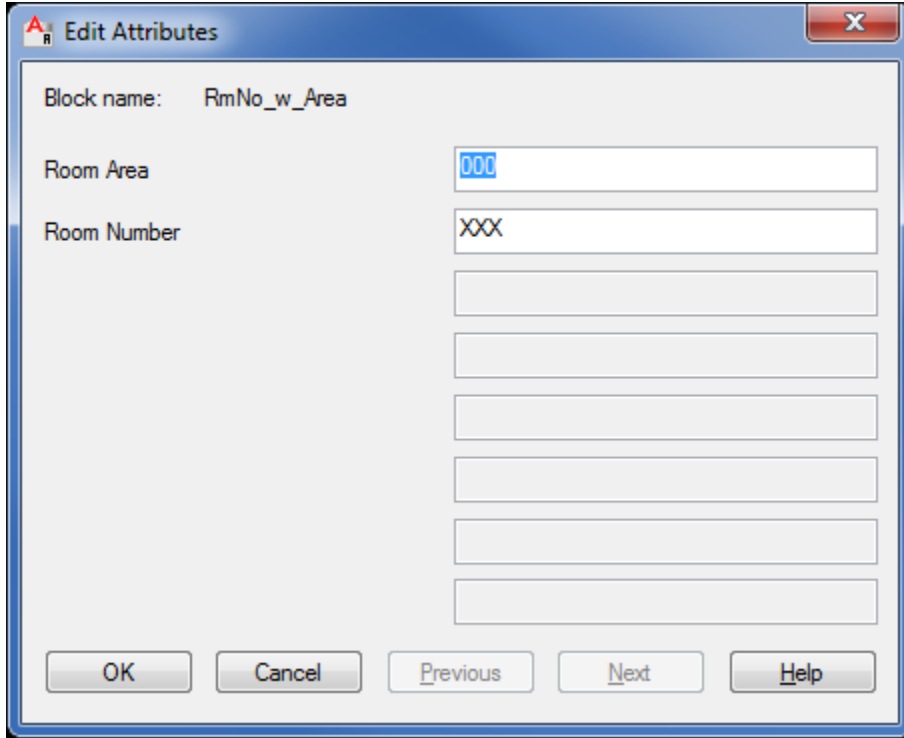 Edit Attributes
Block name: RmNo_w_Area
Room Area 000
Room Number XXX
OK Cancel Previous Next Help